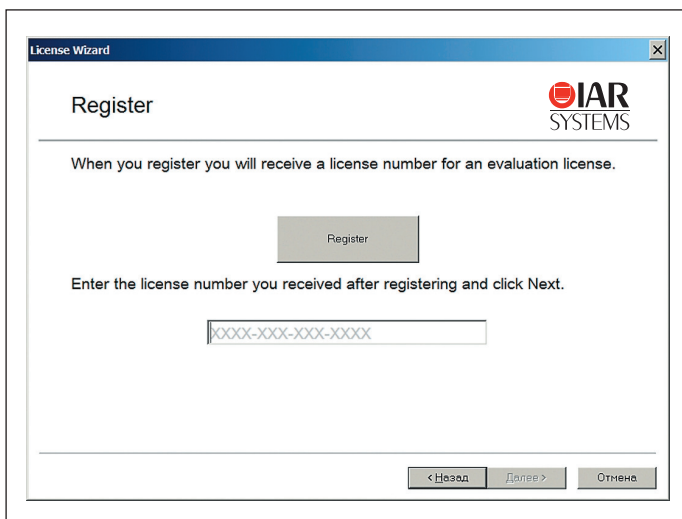 License Wizard
Register
IAR
SYSTEMS
When you register you will receive a license number for an evaluation license.
Register
Enter the license number you received after registering and click Next.
XXXX-XXX-XXX-XXXX
< Назад
Далее >
Отмена